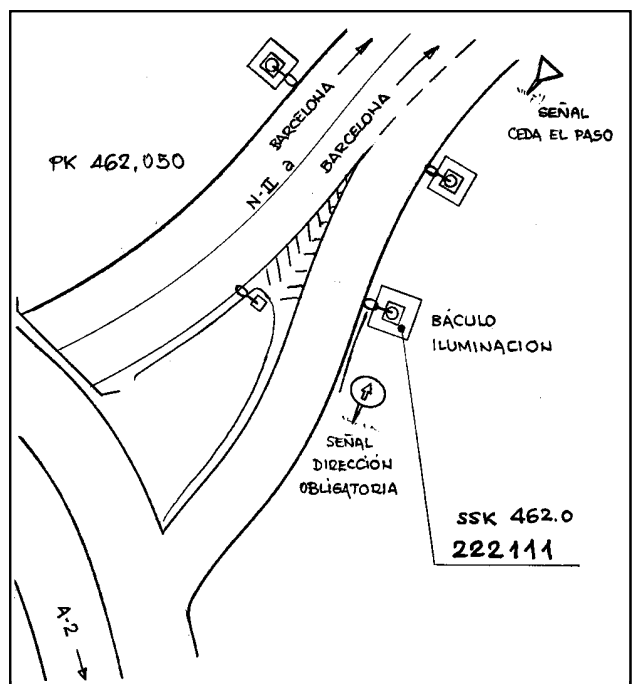 BARCELONA
BARCELONA
SEÑAL
CEDA EL PASO
PK 462,050
N-II a
BÁCULO
ILUMINACION
SEÑAL
DIRECCIÓN
OBLIGATORIA
SSK 462.0
222111
A-2